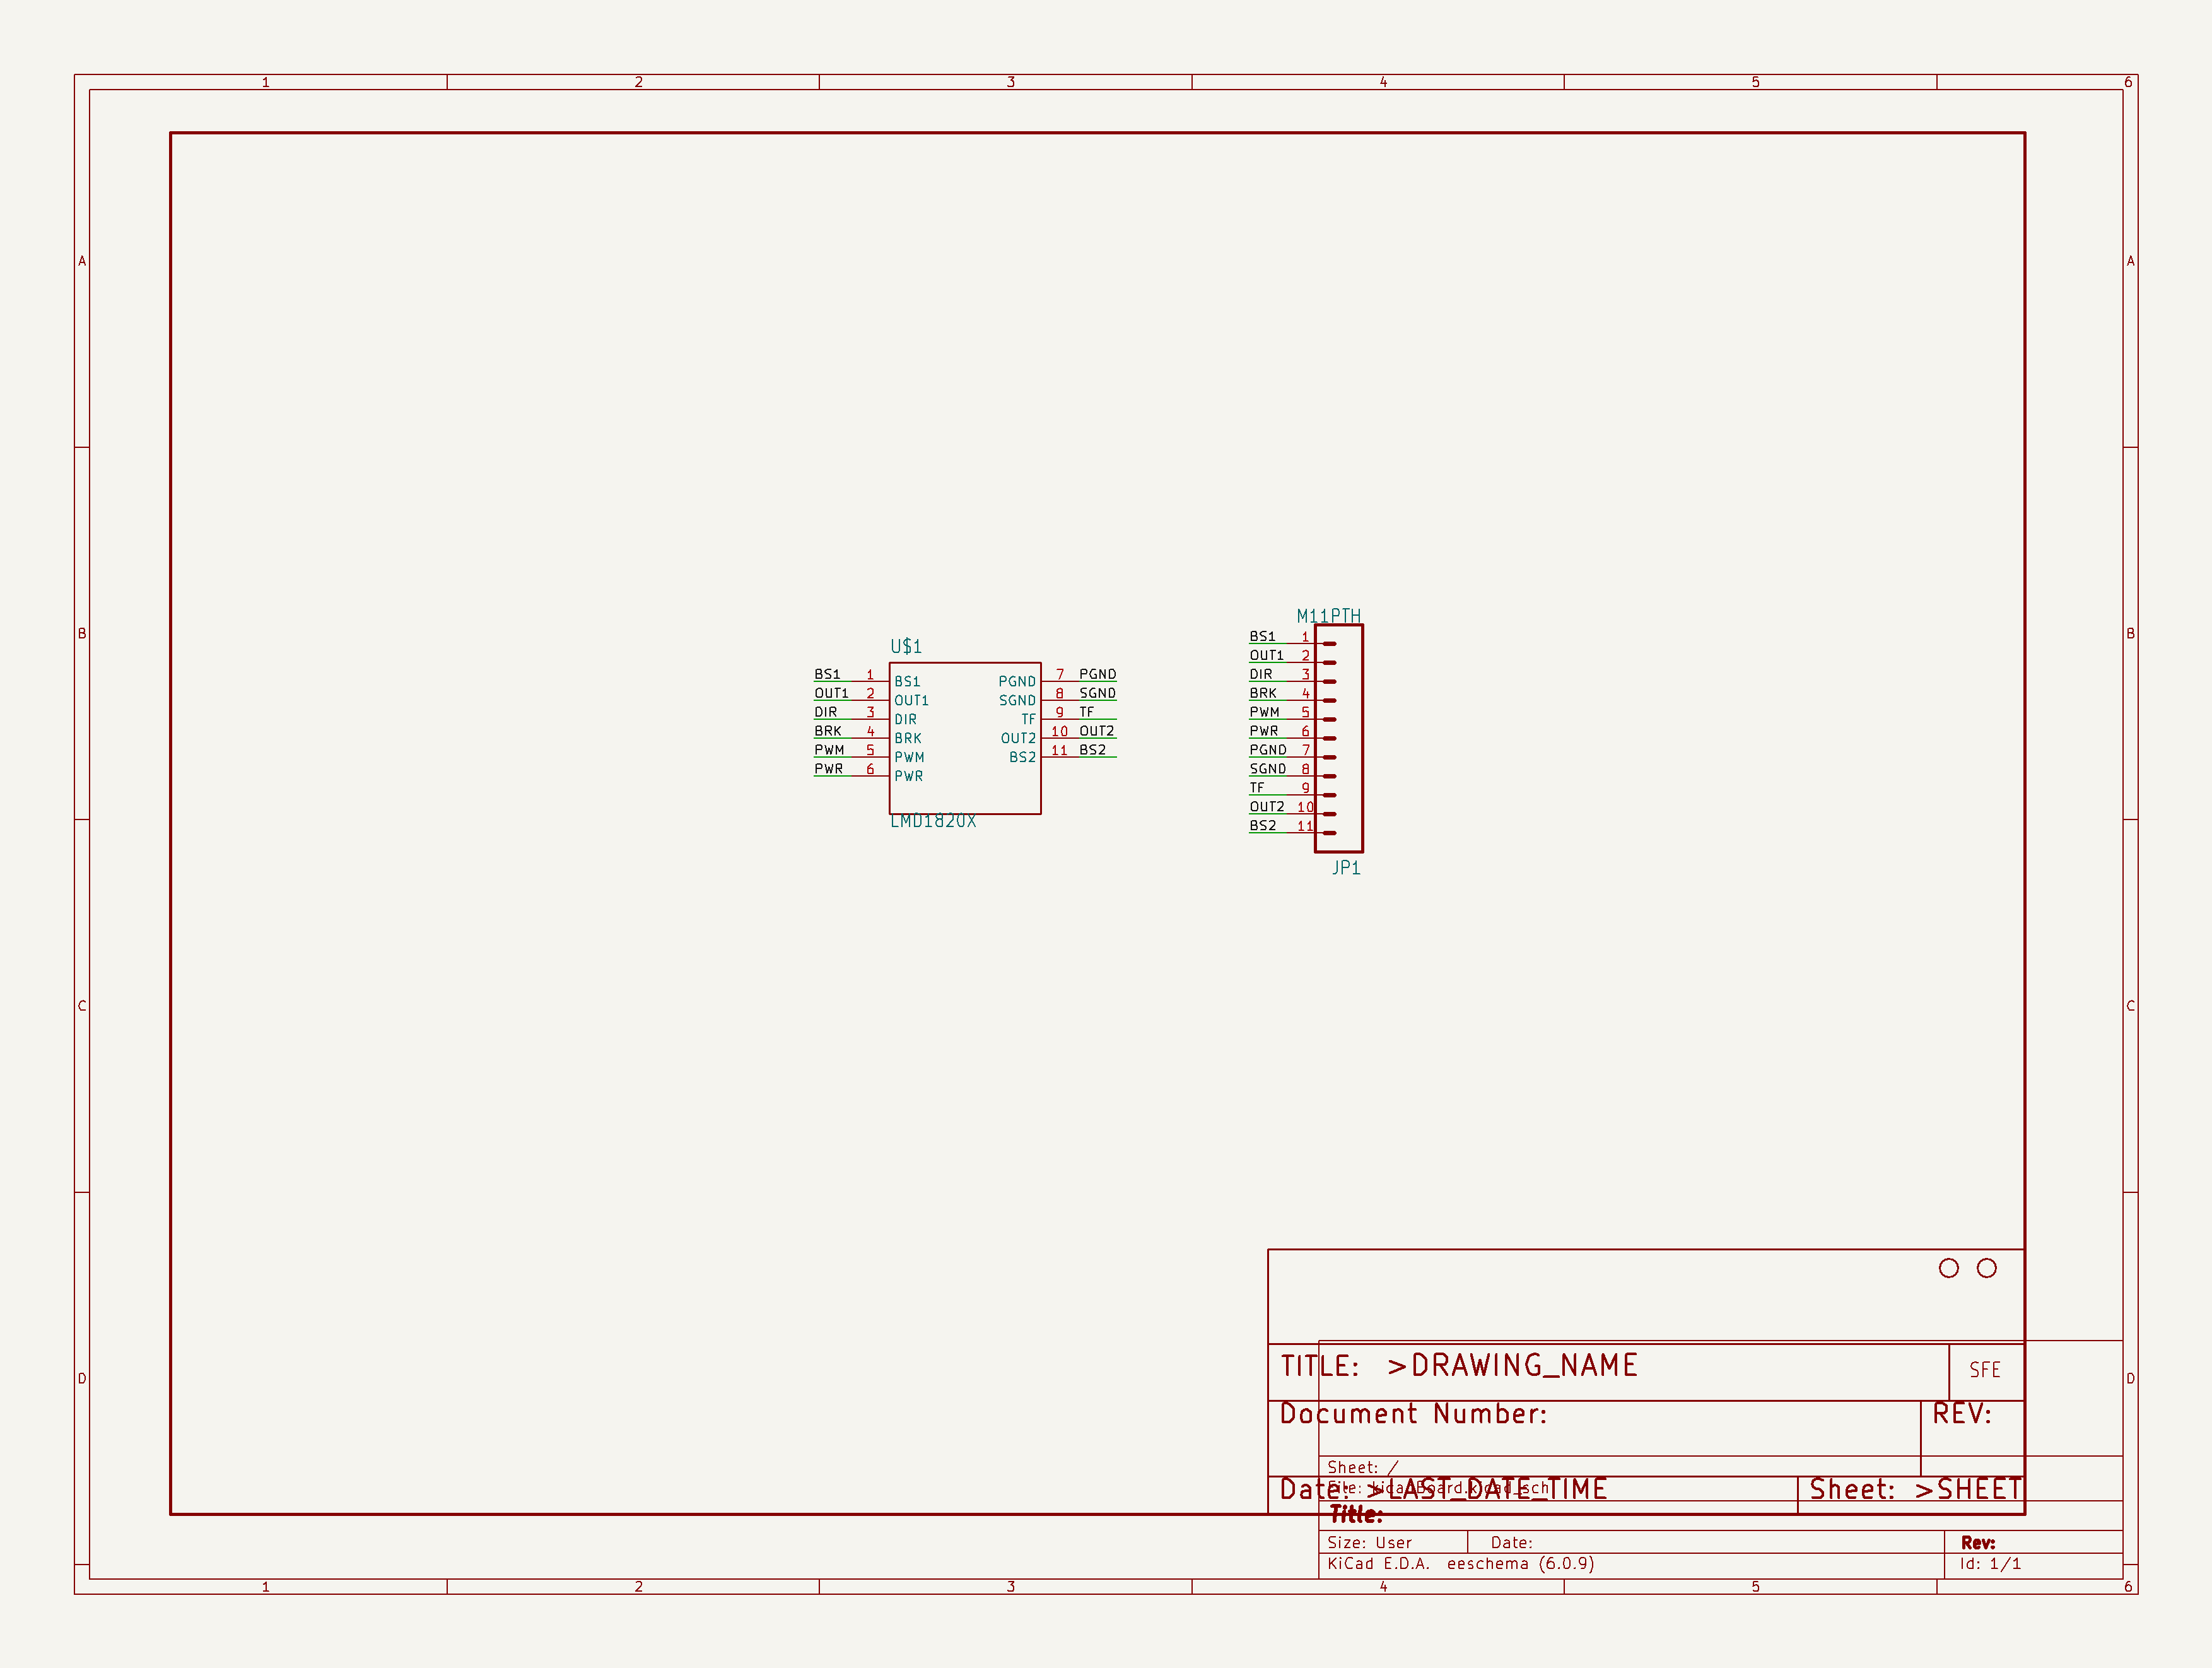 1 2 3 4 5 6
A A
M11PTH
B B
U$1
BS1 1 BS1 PGND 7 PGND
OUT1 2 OUT1 SGND 8 SGND
DIR 3 DIR TF 9 TF
BRK 4 BRK OUT2 10 OUT2
PWM 5 PWM BS2 11 BS2
PWR 6 PWR
LMD1820X
BS1 1
OUT1 2
DIR 3
BRK 4
PWM 5
PWR 6
PGND 7
SGND 8
TF 9
OUT2 10
BS2 11
JP1
C C
D D
TITLE: >DRAWING_NAME
SFE
Document Number:
REV:
Sheet: /
File: kicadBoard.kicad_sch
Date: >LAST_DATE_TIME
Sheet: >SHEET
Title:
Size: User Date: Rev:
KiCad E.D.A. eeschema (6.0.9) Id: 1/1
1 2 3 4 5 6